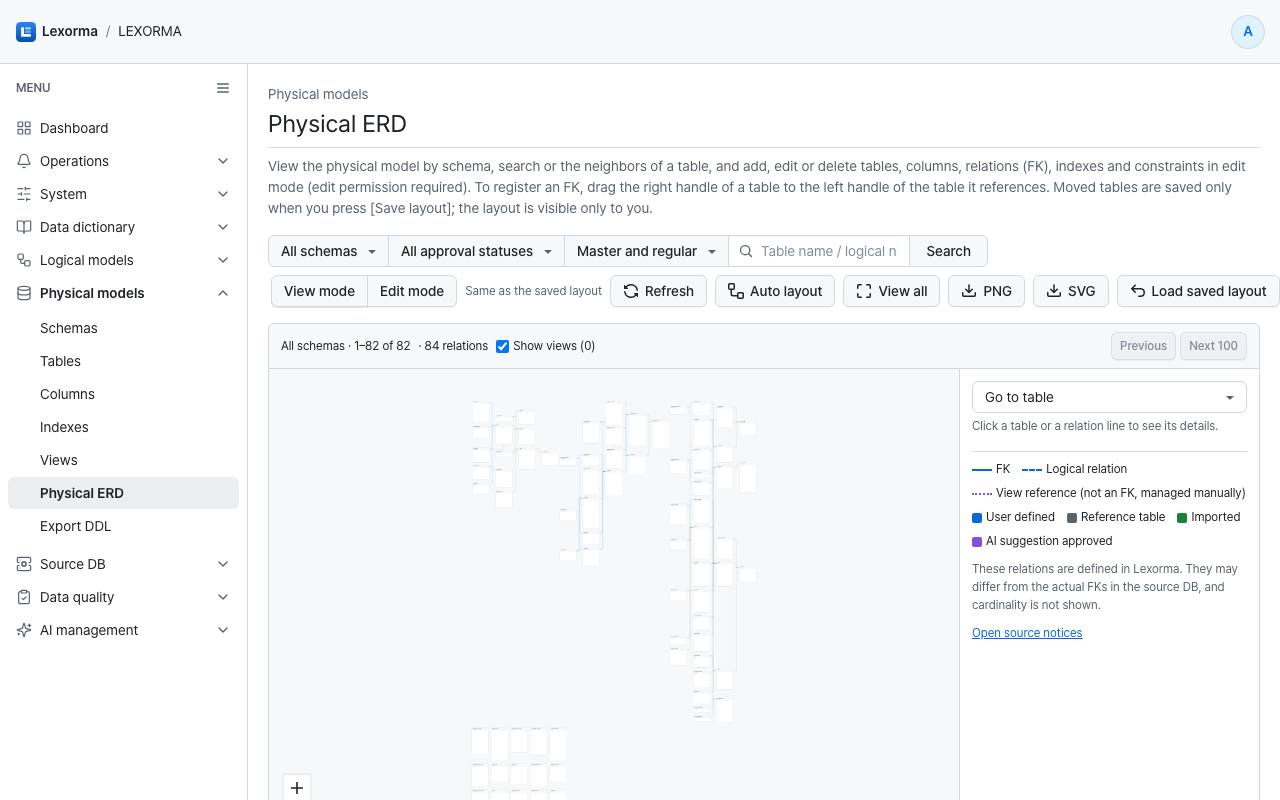 Lexorma / LEXORMA
A
MENU
Dashboard
Operations
System
Data dictionary
Logical models
Physical models
Schemas
Tables
Columns
Indexes
Views
Physical ERD
Export DDL
Source DB
Data quality
AI management
Physical models
Physical ERD
View the physical model by schema, search or the neighbors of a table, and add, edit or delete tables, columns, relations (FK), indexes and constraints in edit
mode (edit permission required). To register an FK, drag the right handle of a table to the left handle of the table it references. Moved tables are saved only
when you press [Save layout]; the layout is visible only to you.
All schemas All approval statuses Master and regular Table name / logical n Search
View mode Edit mode Same as the saved layout Refresh Auto layout View all PNG SVG Load saved layout
All schemas · 1–82 of 82 · 84 relations Show views (0) Previous Next 100
Go to table
Click a table or a relation line to see its details.
FK Logical relation
View reference (not an FK, managed manually)
User defined Reference table Imported
AI suggestion approved
These relations are defined in Lexorma. They may
differ from the actual FKs in the source DB, and
cardinality is not shown.
Open source notices
+